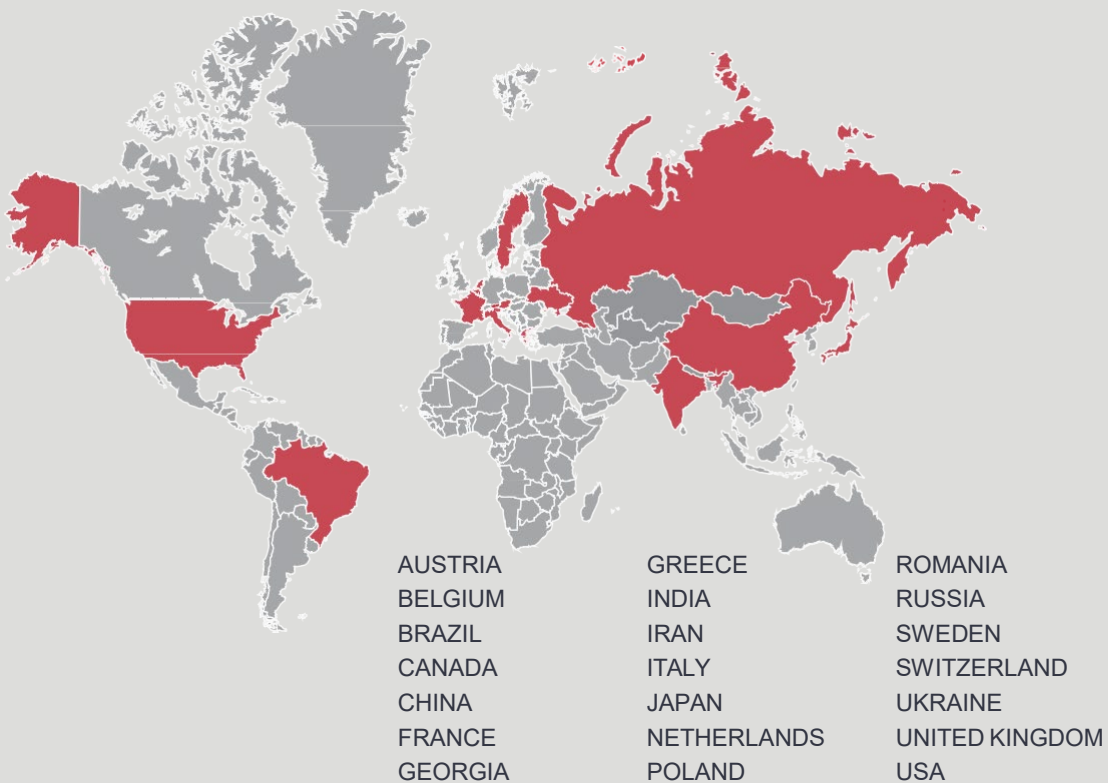 AUSTRIA
BELGIUM
BRAZIL
CANADA
CHINA
FRANCE
GEORGIA
GREECE
INDIA
IRAN
ITALY
JAPAN
NETHERLANDS
POLAND
ROMANIA
RUSSIA
SWEDEN
SWITZERLAND
UKRAINE
UNITED KINGDOM
USA